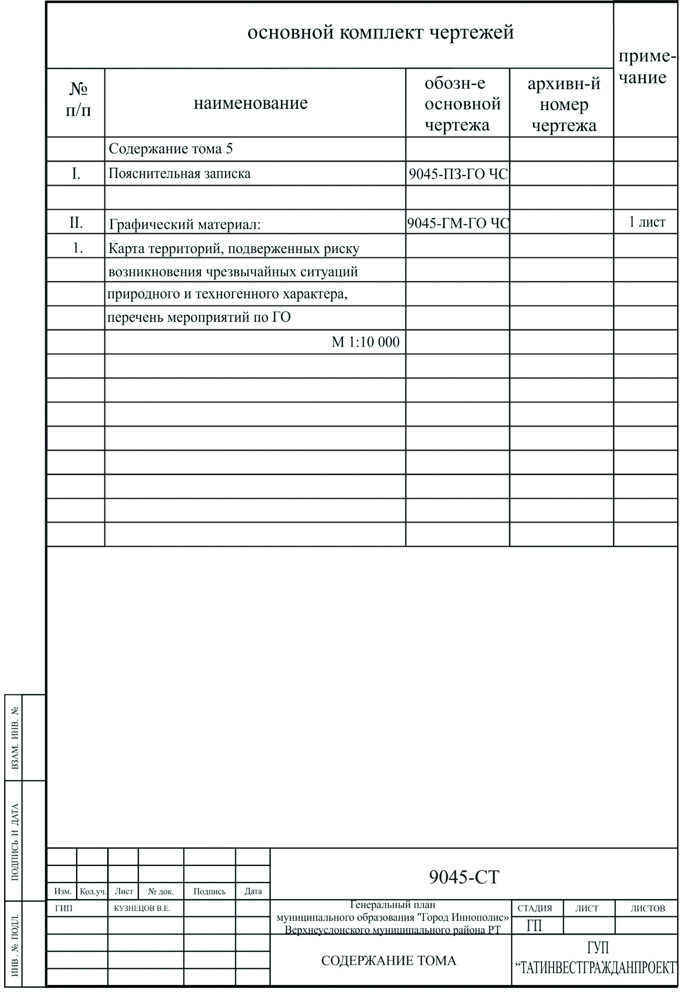 основной комплект чертежей
приме-
чание
№
п/п
наименование
обозн-е
основной
чертежа
архивн-й
номер
чертежа
Содержание тома 5
I. Пояснительная записка 9045-ПЗ-ГО ЧС
II. Графический материал: 9045-ГМ-ГО ЧС 1 лист
1. Карта территорий, подверженных риску
возникновения чрезвычайных ситуаций
природного и техногенного характера,
перечень мероприятий по ГО
М 1:10 000
ВЗАМ. ИНВ. №
ПОДПИСЬ И ДАТА
ИНВ . № ПОДЛ.
9045-СТ
Изм. Кол.уч. Лист № док. Подпись Дата
ГИП КУЗНЕЦОВ В.Е.
Генеральный план
муниципального образования "Город Иннополис»
Верхнеуслонского муниципального района РТ
СТАДИЯ ЛИСТ ЛИСТОВ
ГП
СОДЕРЖАНИЕ ТОМА
ГУП
“ТАТИНВЕСТГРАЖДАНПРОЕКТ”